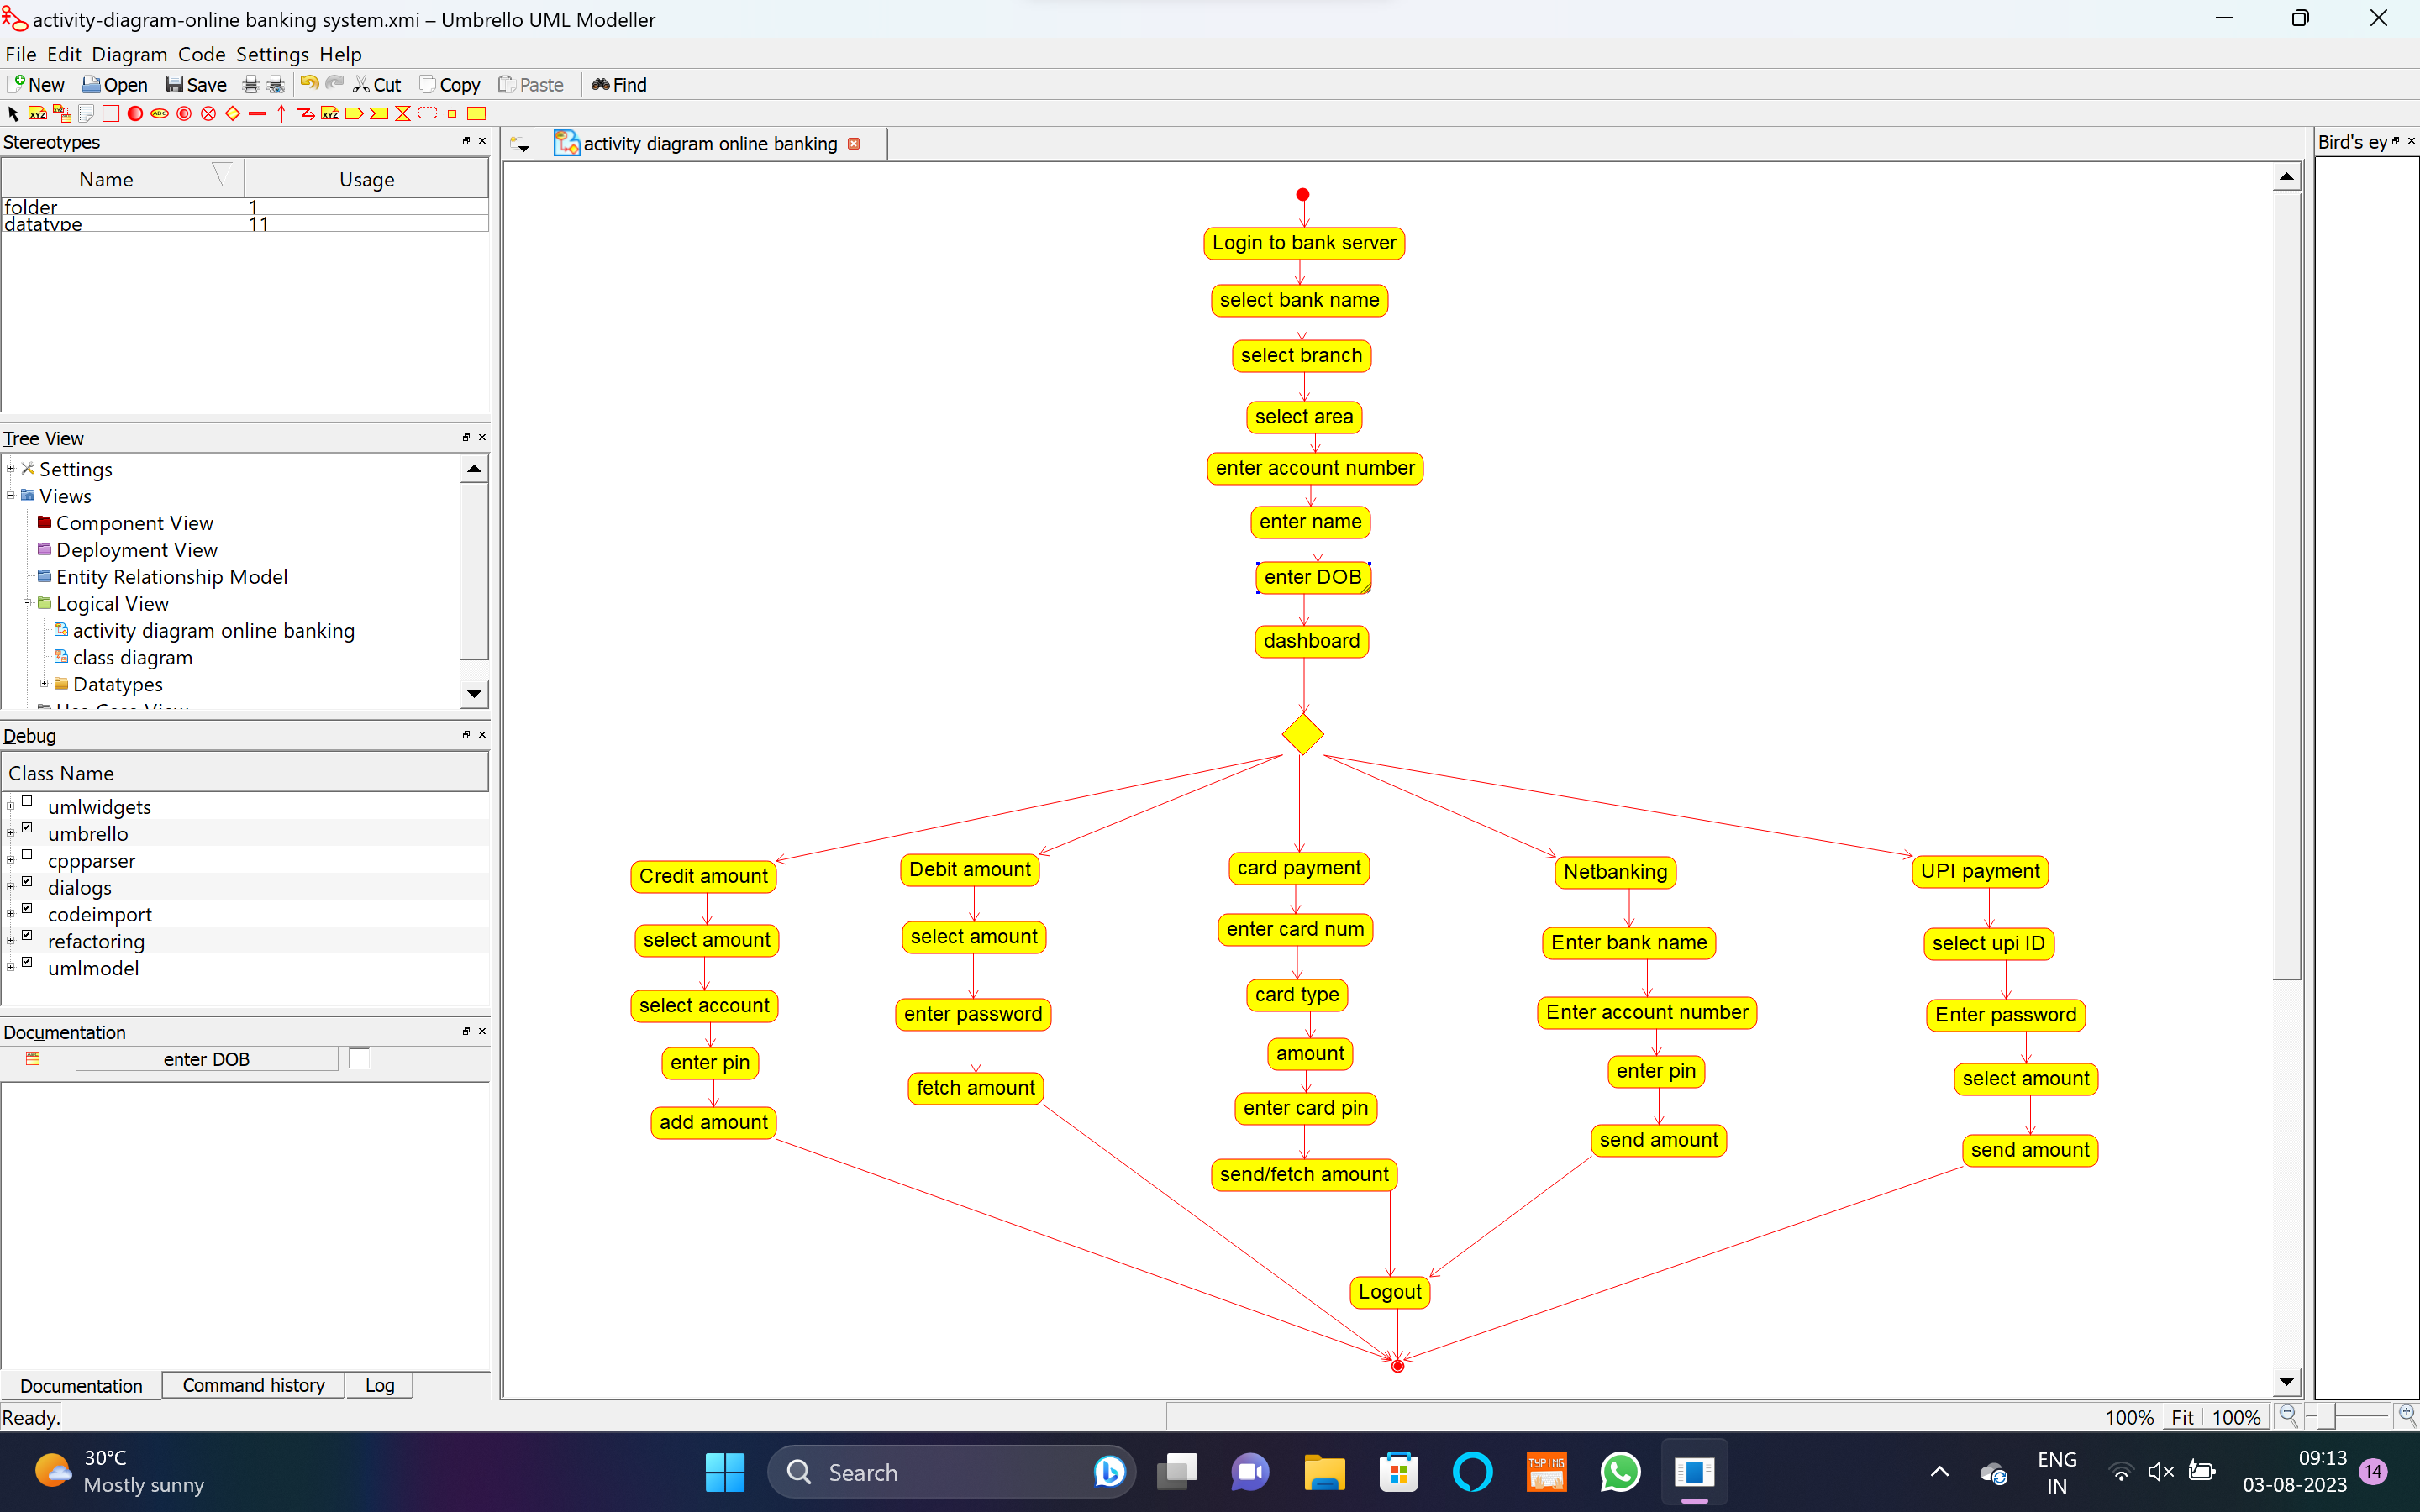 activity-diagram-online banking system.xmi – Umbrello UML Modeller
File Edit Diagram Code Settings Help
New Open Save Cut Copy Paste Find
Stereotypes
Name Usage
folder 1
datatype 11
Tree View
Settings
Views
Component View
Deployment View
Entity Relationship Model
Logical View
activity diagram online banking
class diagram
Datatypes
Use Case View
Debug
Class Name
umlwidgets
umbrello
cppparser
dialogs
codeimport
refactoring
umlmodel
Documentation
enter DOB
Documentation Command history Log
Ready.
activity diagram online banking
Login to bank server
select bank name
select branch
select area
enter account number
enter name
enter DOB
dashboard
Credit amount
select amount
select account
enter pin
add amount
Debit amount
select amount
enter password
fetch amount
card payment
enter card num
card type
amount
enter card pin
send/fetch amount
Netbanking
Enter bank name
Enter account number
enter pin
send amount
UPI payment
select upi ID
Enter password
select amount
send amount
Logout
Bird's ey
100% Fit 100%
30°C
Mostly sunny
Search
TYPING
ENG
IN
09:13
03-08-2023
14